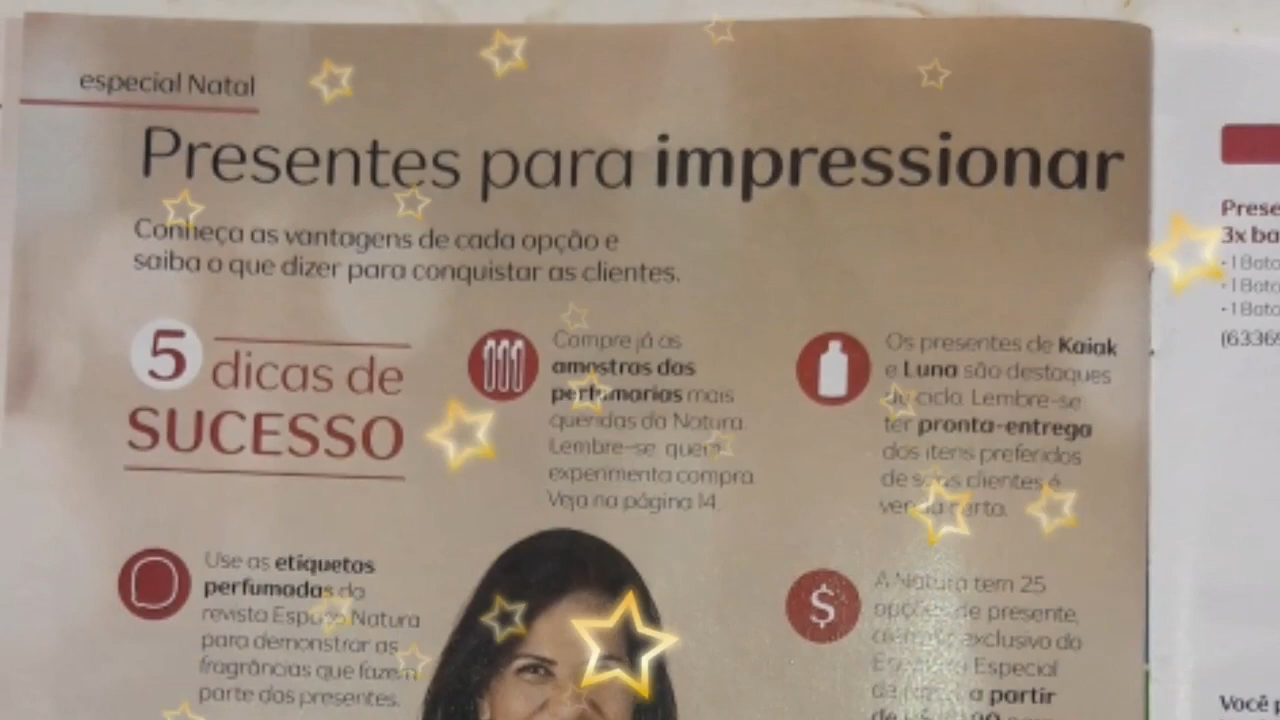 especial Natal
Presentes para impressionar
Conheça as vantagens de cada opção e
saiba o que dizer para conquistar as clientes.
5 dicas de
SUCESSO
Compre já as
amostras das
perfumarias mais
queridas da Natura.
Lembre-se quem
experimenta compra
Veja na página 14.
Os presentes de Kaiak
e Luna são destaques
do ciclo. Lembre-se
ter pronta-entrega
dos itens preferidos
de seus clientes é
venda certa.
Use as etiquetas
perfumadas da
revista Espaço Natura
para demonstrar as
fragrâncias que fazem
parte dos presentes.
A Natura tem 25
opções de presente,
exclusivo do
Especial
de a partir
de
Prese
3x ba
• 1 Bato
• 1 Bato
• 1 Bato
(6336
Você p